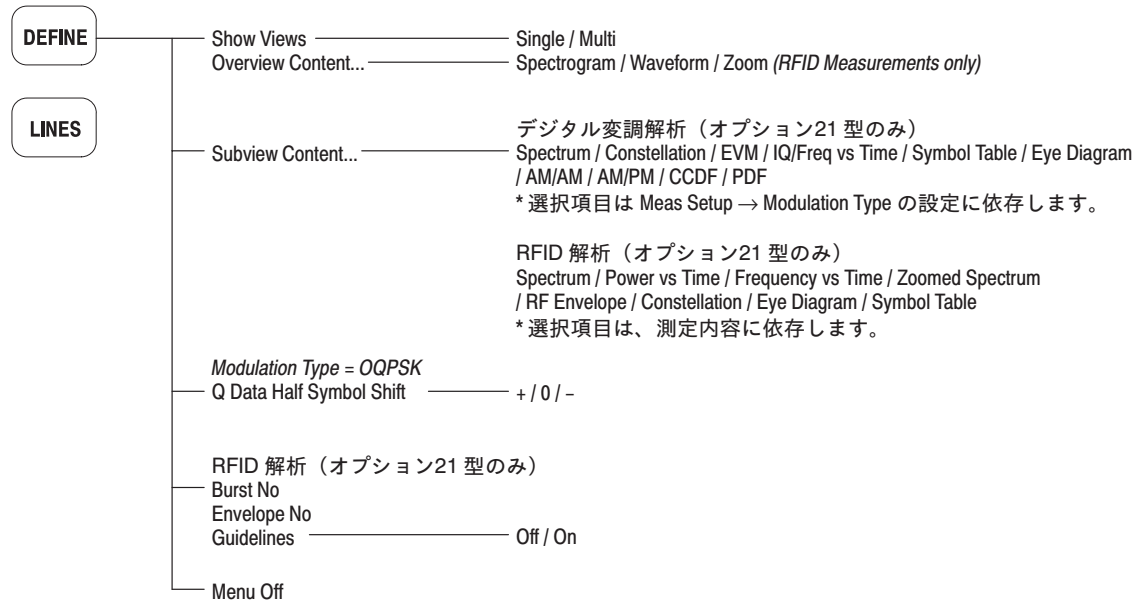 DEFINE
Show Views Single / Multi
Overview Content... Spectrogram / Waveform / Zoom (RFID Measurements only)
LINES
デジタル変調解析（オプション21 型のみ）
Subview Content... Spectrum / Constellation / EVM / IQ/Freq vs Time / Symbol Table / Eye Diagram
/ AM/AM / AM/PM / CCDF / PDF
* 選択項目は Meas Setup → Modulation Type の設定に依存します。
RFID 解析（オプション21 型のみ）
Spectrum / Power vs Time / Frequency vs Time / Zoomed Spectrum
/ RF Envelope / Constellation / Eye Diagram / Symbol Table
* 選択項目は、測定内容に依存します。
Modulation Type = OQPSK
Q Data Half Symbol Shift + / 0 / −
RFID 解析（オプション21 型のみ）
Burst No
Envelope No
Guidelines Off / On
Menu Off